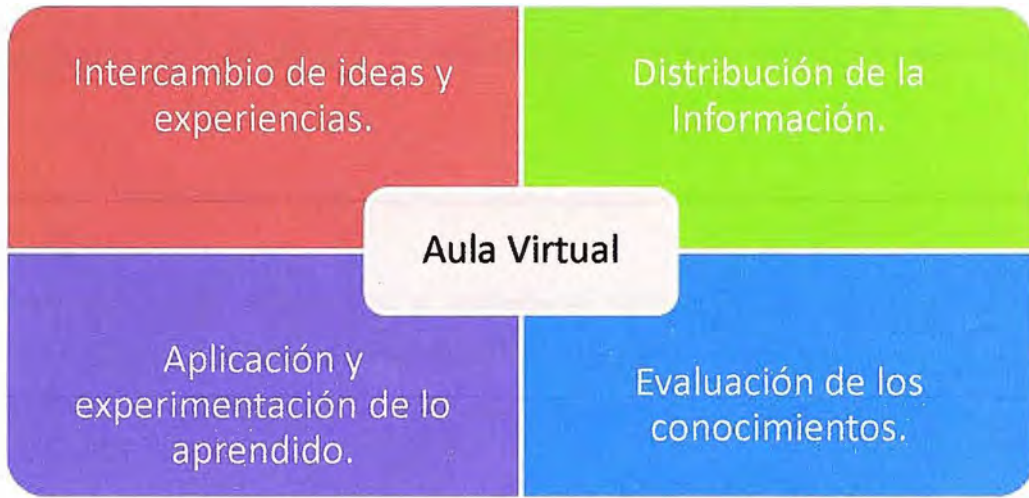 Intercambio de ideas y
experiencias.
Distribución de la
Información.
Aula Virtual
Aplicación y
experimentación de lo
aprendido.
Evaluación de los
conocimientos.